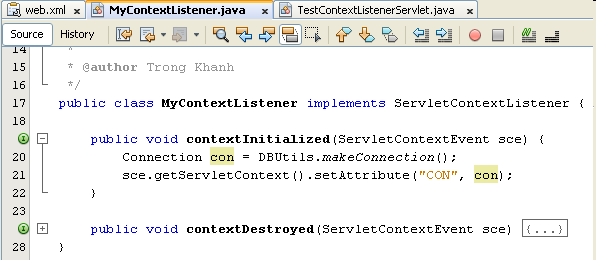 web.xml MyContextListener.java TestContextListenerServlet.java
Source History
14 *
15 * @author Trong Khanh
16 */
17 public class MyContextListener implements ServletContextListener {
18
public void contextInitialized(ServletContextEvent sce) {
20 Connection con = DBUtils.makeConnection();
21 sce.getServletContext().setAttribute("CON", con);
22 }
23
public void contextDestroyed(ServletContextEvent sce) {...}
28 }